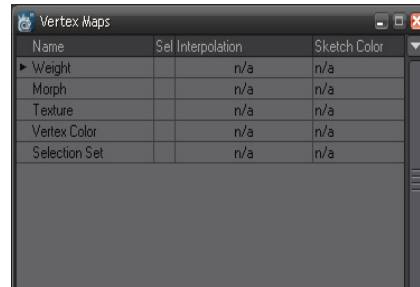 Vertex Maps
Name Sel Interpolation Sketch Color
Weight n/a n/a
Morph n/a n/a
Texture n/a n/a
Vertex Color n/a n/a
Selection Set n/a n/a